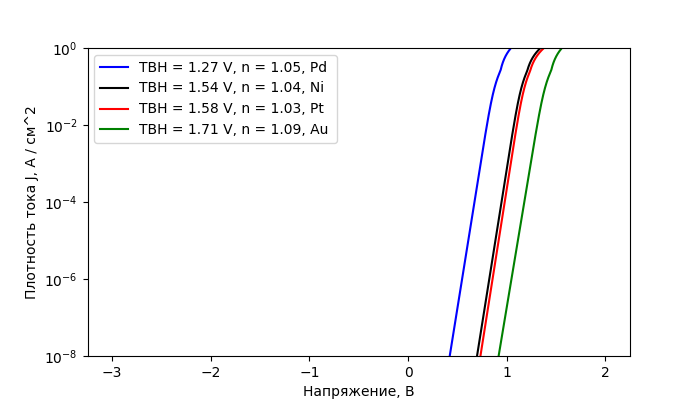 10^0
10^-2
10^-4
10^-6
10^-8
Плотность тока J, А / см^2
TBH = 1.27 V, n = 1.05, Pd
TBH = 1.54 V, n = 1.04, Ni
TBH = 1.58 V, n = 1.03, Pt
TBH = 1.71 V, n = 1.09, Au
−3 −2 −1 0 1 2
Напряжение, В